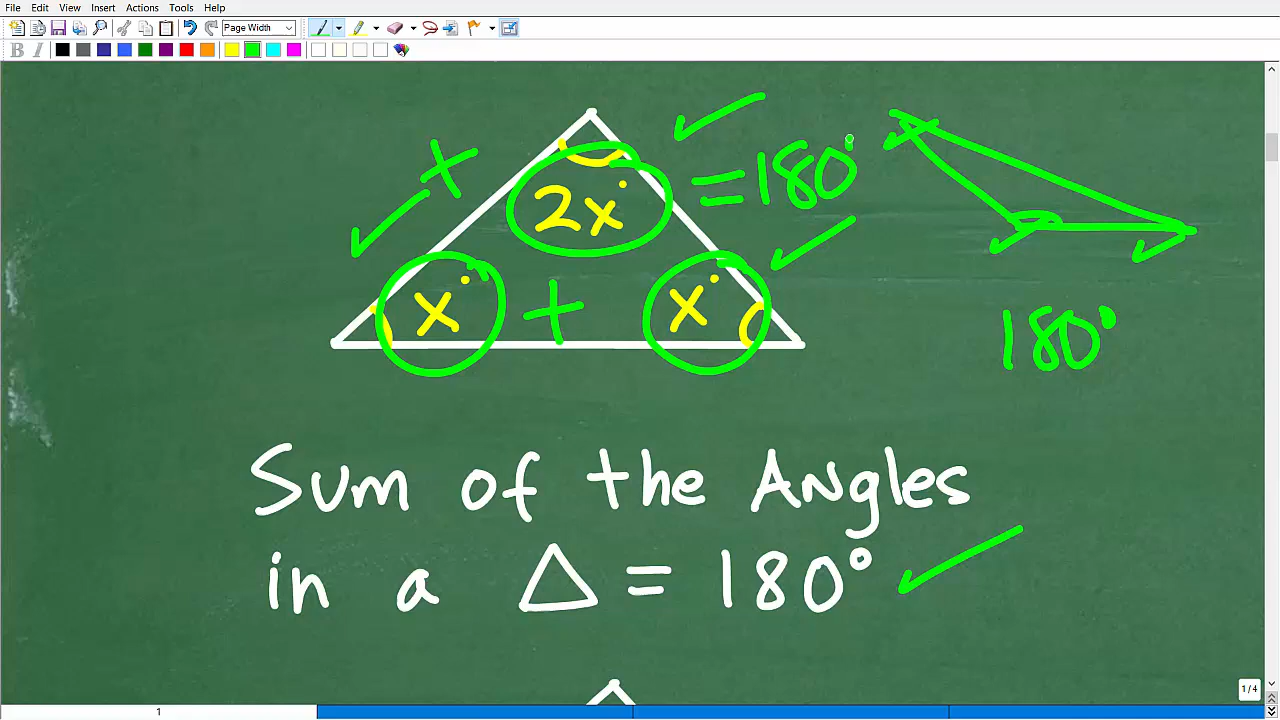 File Edit View Insert Actions Tools Help
Page Width
B I
+ 2x° = 180°
x° + x°
180°
Sum of the Angles
in a △ = 180°
1/4
1